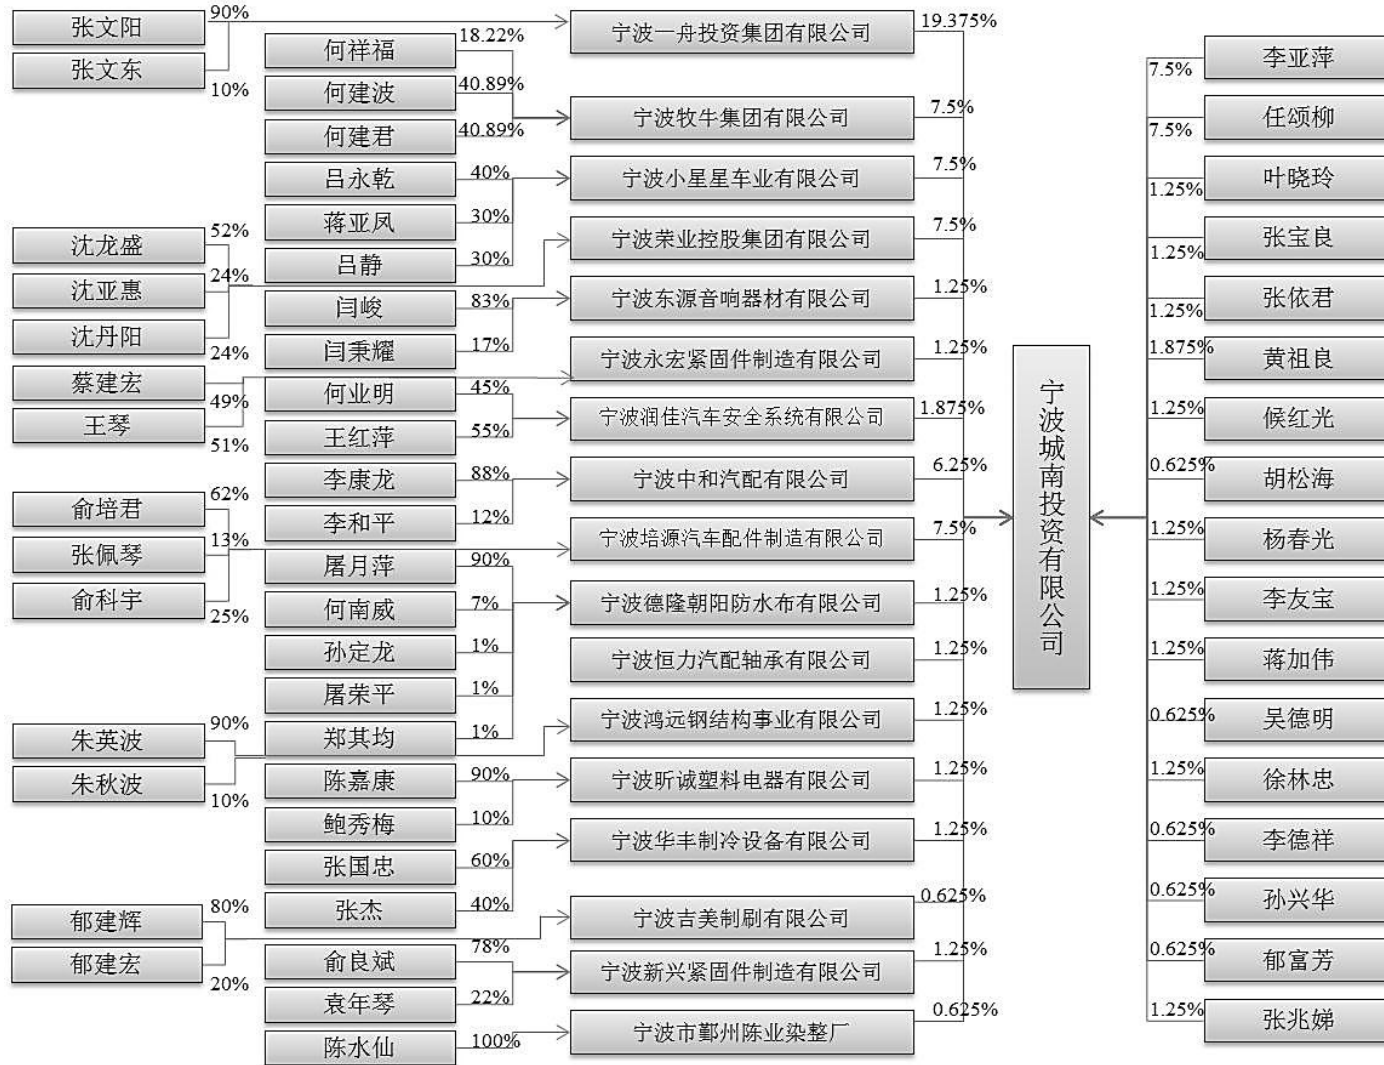 张文阳
90%
张文东
10%
何祥福
18.22%
何建波
40.89%
何建君
40.89%
吕永乾
40%
蒋亚凤
30%
吕静
30%
沈龙盛
52%
沈亚惠
24%
沈丹阳
24%
闫峻
83%
闫秉耀
17%
蔡建宏
49%
王琴
51%
何业明
45%
王红萍
55%
李康龙
88%
李和平
12%
俞培君
62%
张佩琴
13%
俞科宇
25%
屠月萍
90%
何南威
7%
孙定龙
1%
屠荣平
1%
郑其均
1%
朱英波
90%
朱秋波
10%
陈嘉康
90%
鲍秀梅
10%
张国忠
60%
张杰
40%
郁建辉
80%
郁建宏
20%
俞良斌
78%
袁年琴
22%
陈水仙
100%
宁波一舟投资集团有限公司
19.375%
宁波牧牛集团有限公司
7.5%
宁波小星星车业有限公司
7.5%
宁波荣业控股集团有限公司
7.5%
宁波东源音响器材有限公司
1.25%
宁波永宏紧固件制造有限公司
1.25%
宁波润佳汽车安全系统有限公司
1.875%
宁波中和汽配有限公司
6.25%
宁波培源汽车配件制造有限公司
7.5%
宁波德隆朝阳防水布有限公司
1.25%
宁波恒力汽配轴承有限公司
1.25%
宁波鸿远钢结构事业有限公司
1.25%
宁波昕诚塑料电器有限公司
1.25%
宁波华丰制冷设备有限公司
1.25%
宁波吉美制刷有限公司
0.625%
宁波新兴紧固件制造有限公司
1.25%
宁波市鄞州陈业染整厂
0.625%
宁波城南投资有限公司
7.5%
李亚萍
7.5%
任颂柳
1.25%
叶晓玲
1.25%
张宝良
1.25%
张依君
1.875%
黄祖良
1.25%
候红光
0.625%
胡松海
1.25%
杨春光
1.25%
李友宝
1.25%
蒋加伟
0.625%
吴德明
1.25%
徐林忠
0.625%
李德祥
0.625%
孙兴华
0.625%
郁富芳
1.25%
张兆娣